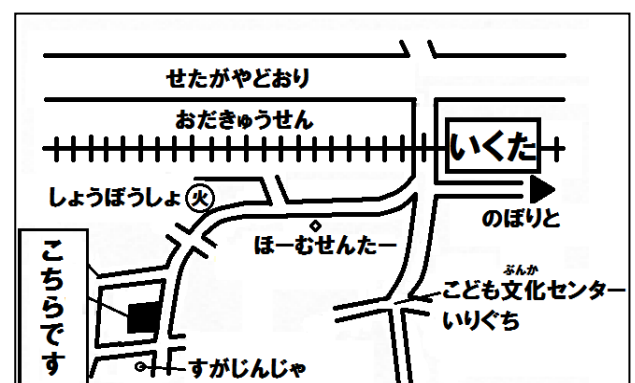 せたがやどおり
おだきゅうせん
いくた
しょうぼうしょ
火
のぼりと
ほーむせんたー
こちらです
ぶんか
こども文化センター
いりぐち
すがじんじゃ